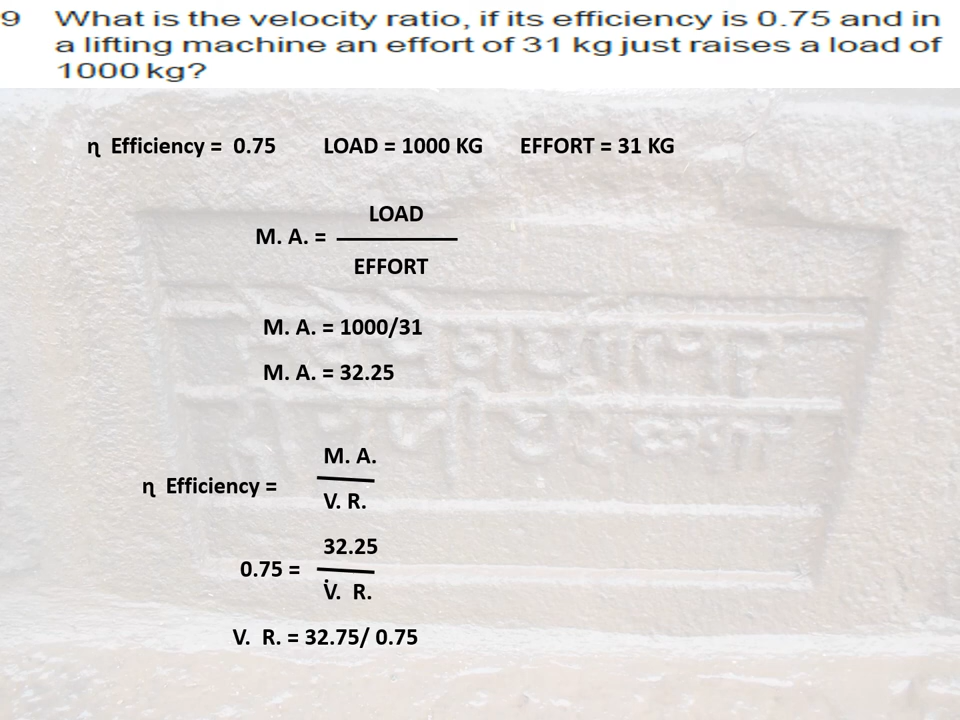 9 What is the velocity ratio, if its efficiency is 0.75 and in
a lifting machine an effort of 31 kg just raises a load of
1000 kg?
η Efficiency = 0.75 LOAD = 1000 KG EFFORT = 31 KG
LOAD
M. A. =
EFFORT
M. A. = 1000/31
M. A. = 32.25
M. A.
η Efficiency =
V. R.
32.25
0.75 =
V. R.
V. R. = 32.75/ 0.75